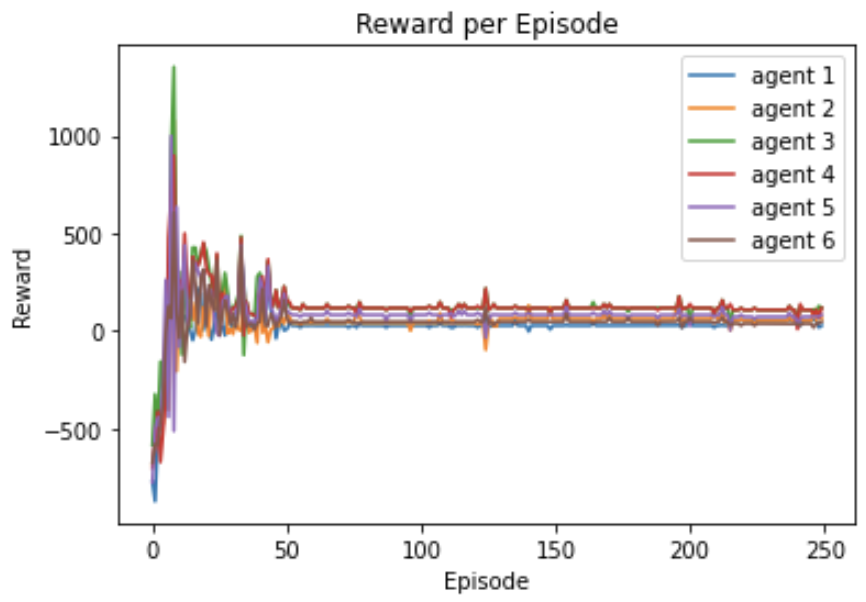 Reward per Episode
agent 1
agent 2
agent 3
agent 4
agent 5
agent 6
1000
500
0
−500
Reward
0
50
100
150
200
250
Episode